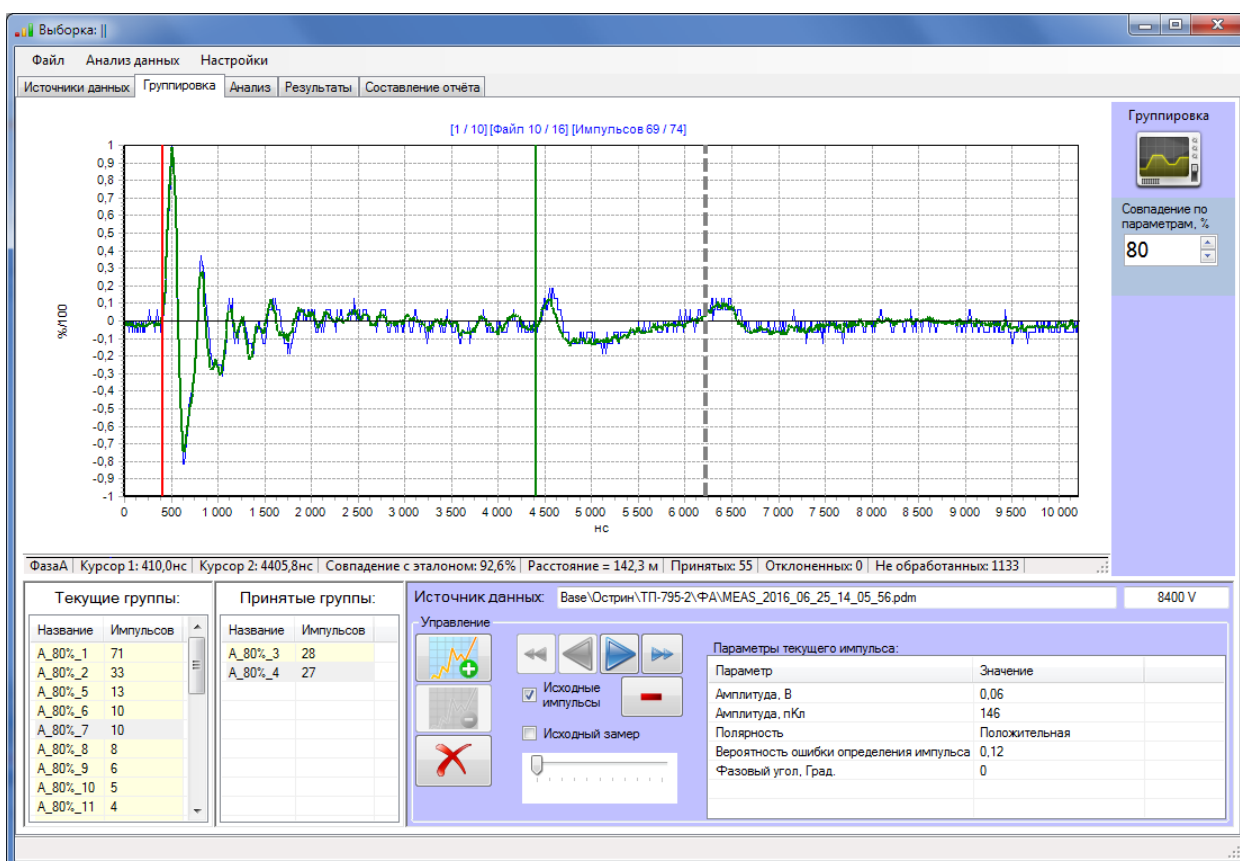 Выборка: ||
Файл Анализ данных Настройки
Источники данных Группировка Анализ Результаты Составление отчёта
[1 / 10] [Файл 10 / 16] [Импульсов 69 / 74]
Группировка
Совпадение по
параметрам, %
80
1
0,9
0,8
0,7
0,6
0,5
0,4
0,3
0,2
0,1
0
-0,1
-0,2
-0,3
-0,4
-0,5
-0,6
-0,7
-0,8
-0,9
-1
%/100
0 500 1 000 1 500 2 000 2 500 3 000 3 500 4 000 4 500 5 000 5 500 6 000 6 500 7 000 7 500 8 000 8 500 9 000 9 500 10 000
нс
ФазаА Курсор 1: 410,0нс Курсор 2: 4405,8нс Совпадение с эталоном: 92,6% Расстояние = 142,3 м Принятых: 55 Отклоненных: 0 Не обработанных: 1133
Текущие группы:
Название Импульсов
A_80%_1 71
A_80%_2 33
A_80%_5 13
A_80%_6 10
A_80%_7 10
A_80%_8 8
A_80%_9 6
A_80%_10 5
A_80%_11 4
Принятые группы:
Название Импульсов
A_80%_3 28
A_80%_4 27
Источник данных: Base\Острин\ТП-795-2\ФА\MEAS_2016_06_25_14_05_56.pdm 8400 V
Управление
Исходные
импульсы
Исходный замер
Параметры текущего импульса:
Параметр Значение
Амплитуда, В 0,06
Амплитуда, пКл 146
Полярность Положительная
Вероятность ошибки определения импульса 0,12
Фазовый угол, Град. 0